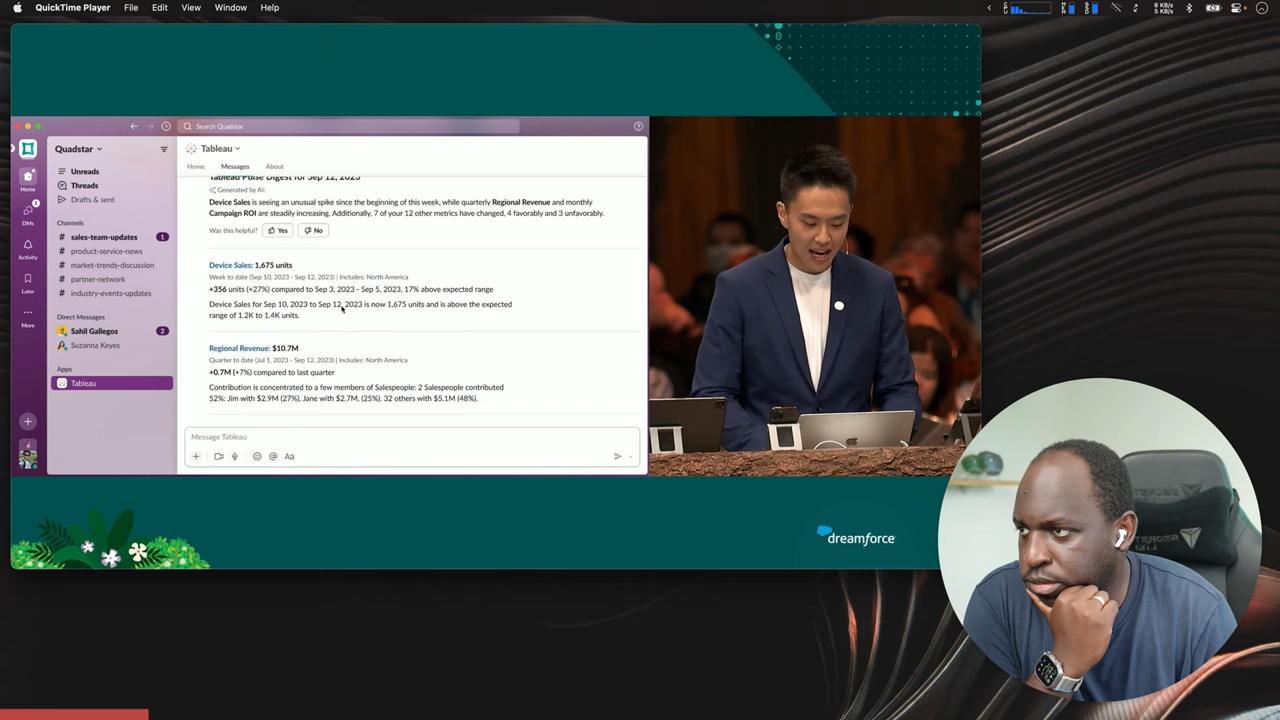 QuickTime Player File Edit View Window Help
6 KB/s
5 KB/s
Search Quadstar
Quadstar
Tableau
Home Messages About
Home
DMs
Activity
Later
More
Unreads
Threads
Drafts & sent
Channels
# sales-team-updates 1
# product-service-news
# market-trends-discussion
# partner-network
# industry-events-updates
Direct Messages
Sahil Gallegos 2
Suzanna Keyes
Apps
Tableau
Tableau Pulse Digest for Sep 12, 2023
Generated by AI:
Device Sales is seeing an unusual spike since the beginning of this week, while quarterly Regional Revenue and monthly
Campaign ROI are steadily increasing. Additionally, 7 of your 12 other metrics have changed, 4 favorably and 3 unfavorably.
Was this helpful? Yes No
Device Sales: 1,675 units
Week to date (Sep 10, 2023 - Sep 12, 2023) | Includes: North America
+356 units (+27%) compared to Sep 3, 2023 - Sep 5, 2023, 17% above expected range
Device Sales for Sep 10, 2023 to Sep 12, 2023 is now 1,675 units and is above the expected
range of 1.2K to 1.4K units.
Regional Revenue: $10.7M
Quarter to date (Jul 1, 2023 - Sep 12, 2023) | Includes: North America
+0.7M (+7%) compared to last quarter
Contribution is concentrated to a few members of Salespeople: 2 Salespeople contributed
52%: Jim with $2.9M (27%), Jane with $2.7M, (25%). 32 others with $5.1M (48%).
Message Tableau
Aa
dreamforce